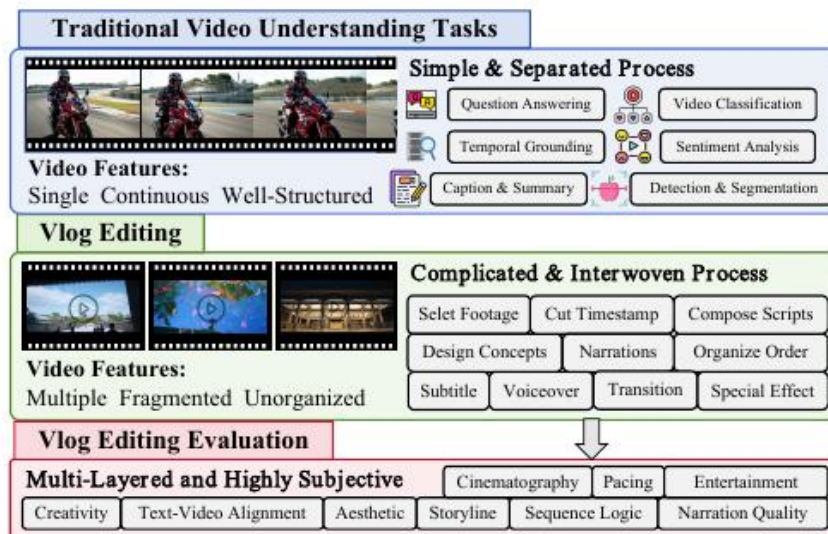 Traditional Video Understanding Tasks
Simple & Separated Process
Question Answering
Video Classification
Temporal Grounding
Sentiment Analysis
Caption & Summary
Detection & Segmentation
Video Features:
Single Continuous Well-Structured
Vlog Editing
Complicated & Interwoven Process
Selet Footage
Cut Timestamp
Compose Scripts
Design Concepts
Narrations
Organize Order
Subtitle
Voiceover
Transition
Special Effect
Video Features:
Multiple Fragmented Unorganized
Vlog Editing Evaluation
Multi-Layered and Highly Subjective
Cinematography
Pacing
Entertainment
Creativity
Text-Video Alignment
Aesthetic
Storyline
Sequence Logic
Narration Quality